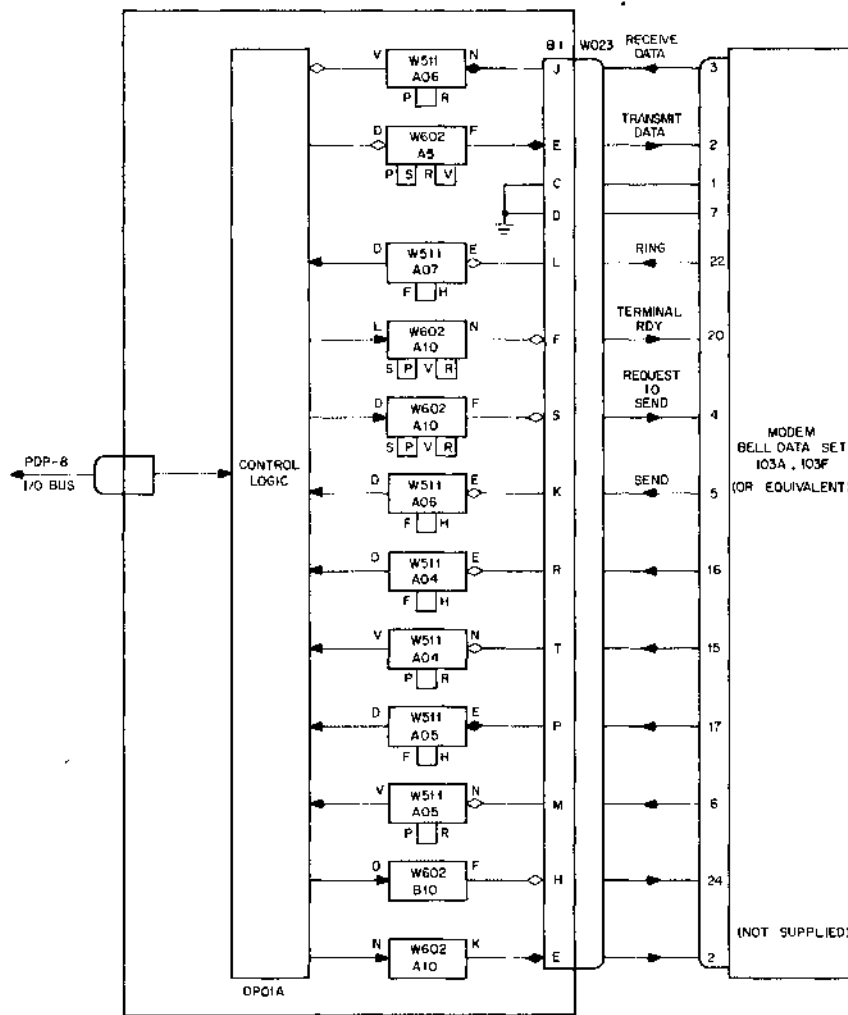 B1 W023 RECEIVE
DATA
V W511 N J 3
A06
P R
TRANSMIT
DATA
D W602 F E 2
A5
P S R V
C 1
D 7
RING
D W511 E L 22
A07
F H
TERMINAL
RDY
L W602 N F 20
A10
S P V R
REQUEST
TO
SEND
D W602 F S 4
A10
S P V R
MODEM
BELL DATA SET
103A, 103F
(OR EQUIVALENT)
PDP-8
I/O BUS
CONTROL
LOGIC
SEND
D W511 E K 5
A06
F H
D W511 E R 16
A04
F H
V W511 N T 15
A04
P R
D W511 E P 17
A05
F H
V W511 N M 6
A05
P R
D W602 F H 24
B10
(NOT SUPPLIED)
N W602 K E 2
A10
DP01A